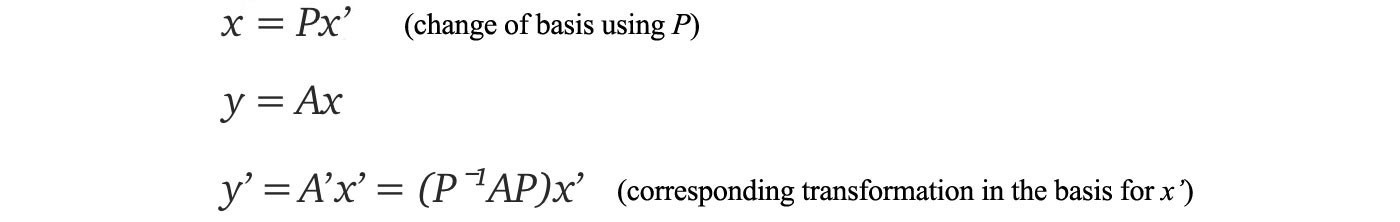 x = Px’ (change of basis using P)
y = Ax
y’ = A’x’ = (P⁻¹AP)x’ (corresponding transformation in the basis for x’)